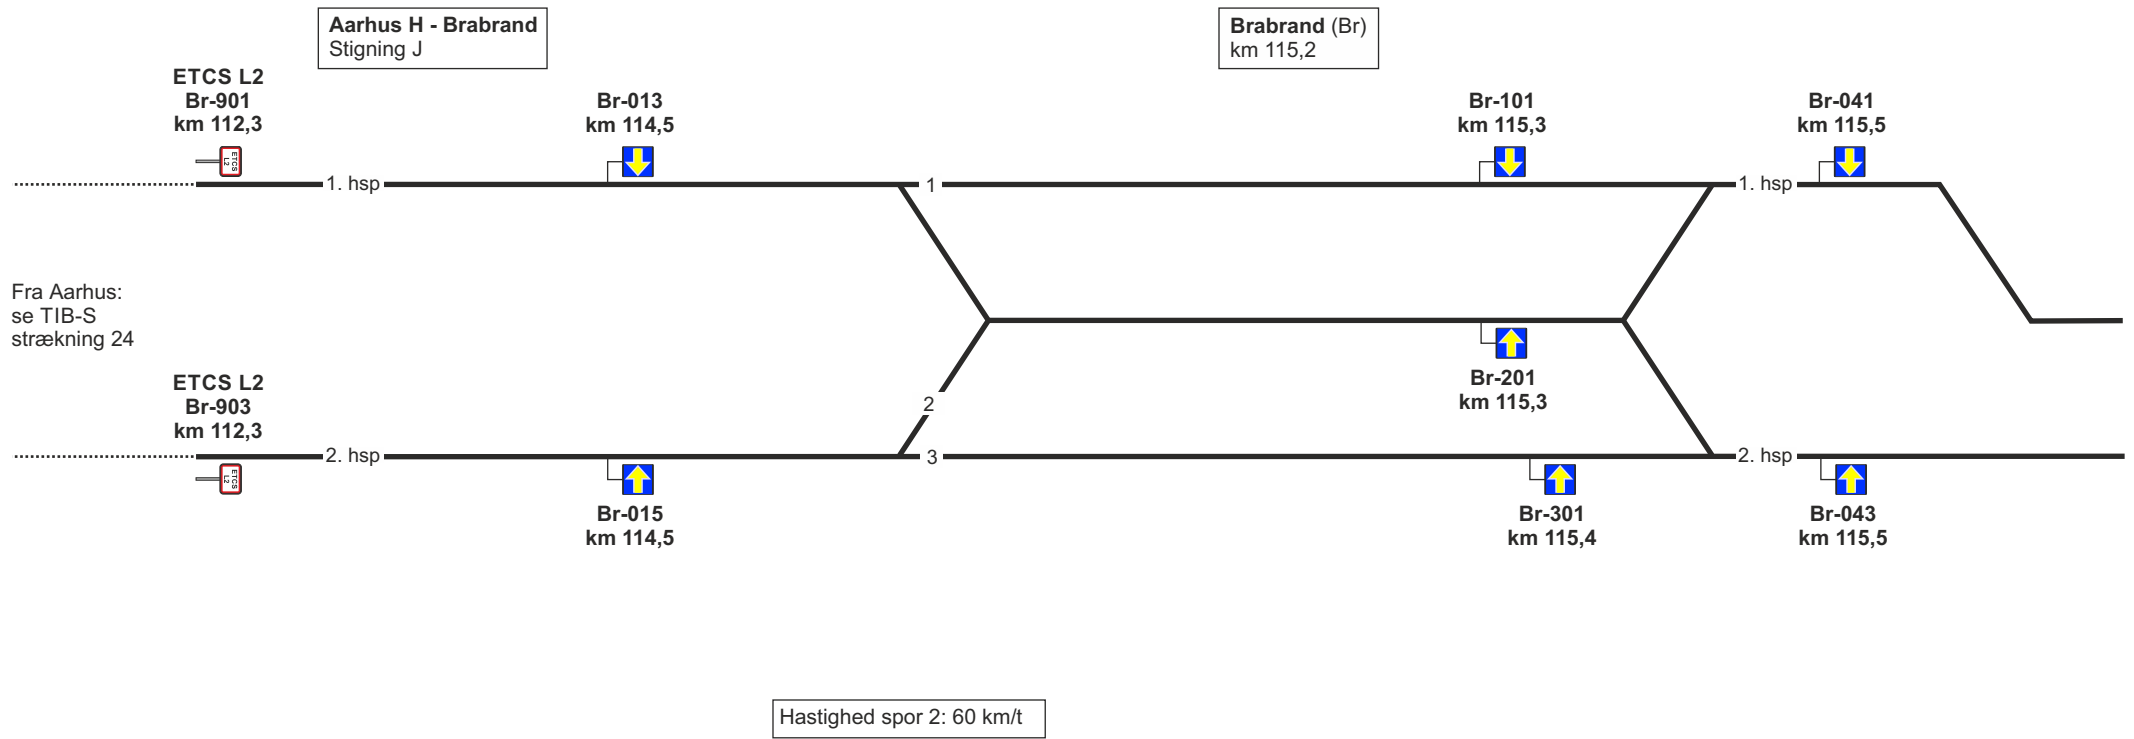 Aarhus H - Brabrand
Stigning J
Brabrand (Br)
km 115,2
ETCS L2
Br-901
km 112,3
Br-013
km 114,5
Br-101
km 115,3
Br-041
km 115,5
ETCS
L2
1. hsp
1
1. hsp
Fra Aarhus:
se TIB-S
strækning 24
Br-201
km 115,3
ETCS L2
Br-903
km 112,3
2
2. hsp
3
2. hsp
ETCS
L2
Br-015
km 114,5
Br-301
km 115,4
Br-043
km 115,5
Hastighed spor 2: 60 km/t